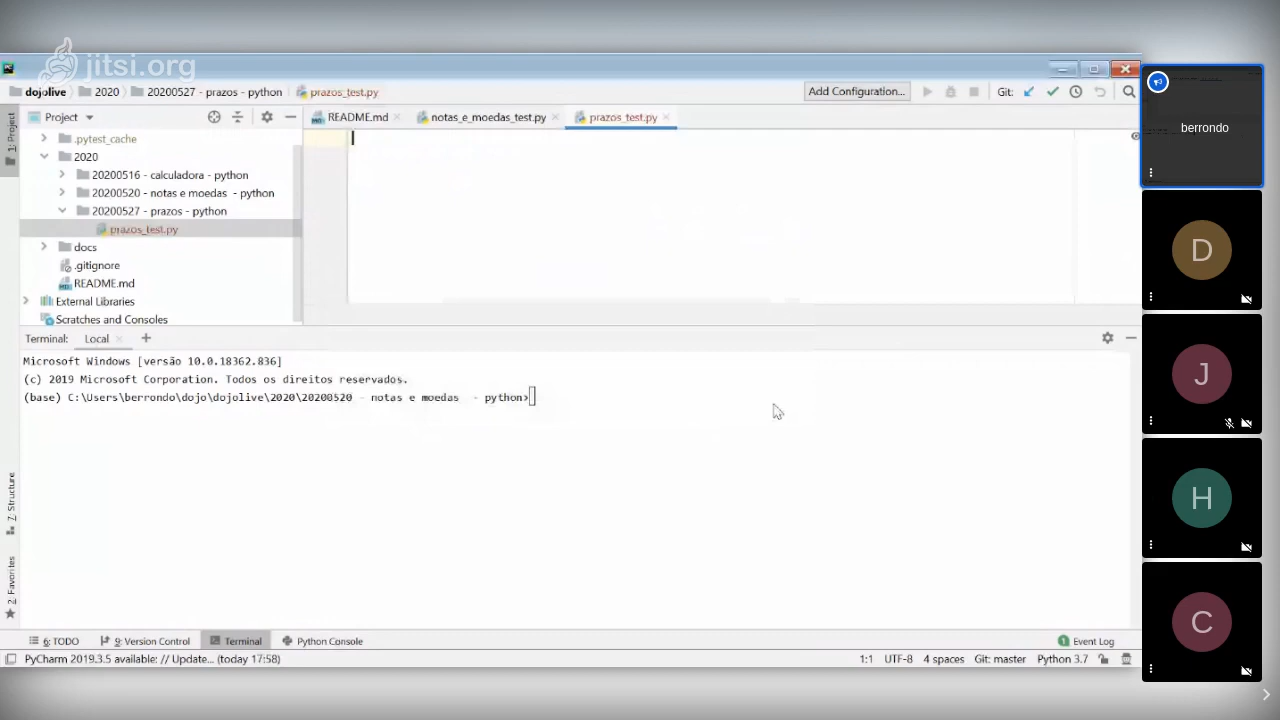 jitsi.org
dojolive 2020 20200527 - prazos - python prazos_test.py Add Configuration... Git:
1: Project
Project
README.md notas_e_moedas_test.py prazos_test.py
.pytest_cache
2020
20200516 - calculadora - python
20200520 - notas e moedas - python
20200527 - prazos - python
prazos_test.py
docs
.gitignore
README.md
External Libraries
Scratches and Consoles
Terminal: Local +
Microsoft Windows [versão 10.0.18362.836]
(c) 2019 Microsoft Corporation. Todos os direitos reservados.
(base) C:\Users\berrondo\dojo\dojolive\2020\20200520 - notas e moedas  - python>
7: Structure
2: Favorites
6: TODO 9: Version Control Terminal Python Console 1 Event Log
PyCharm 2019.3.5 available: // Update... (today 17:58) 1:1 UTF-8 4 spaces Git: master Python 3.7
berrondo
D
J
H
C